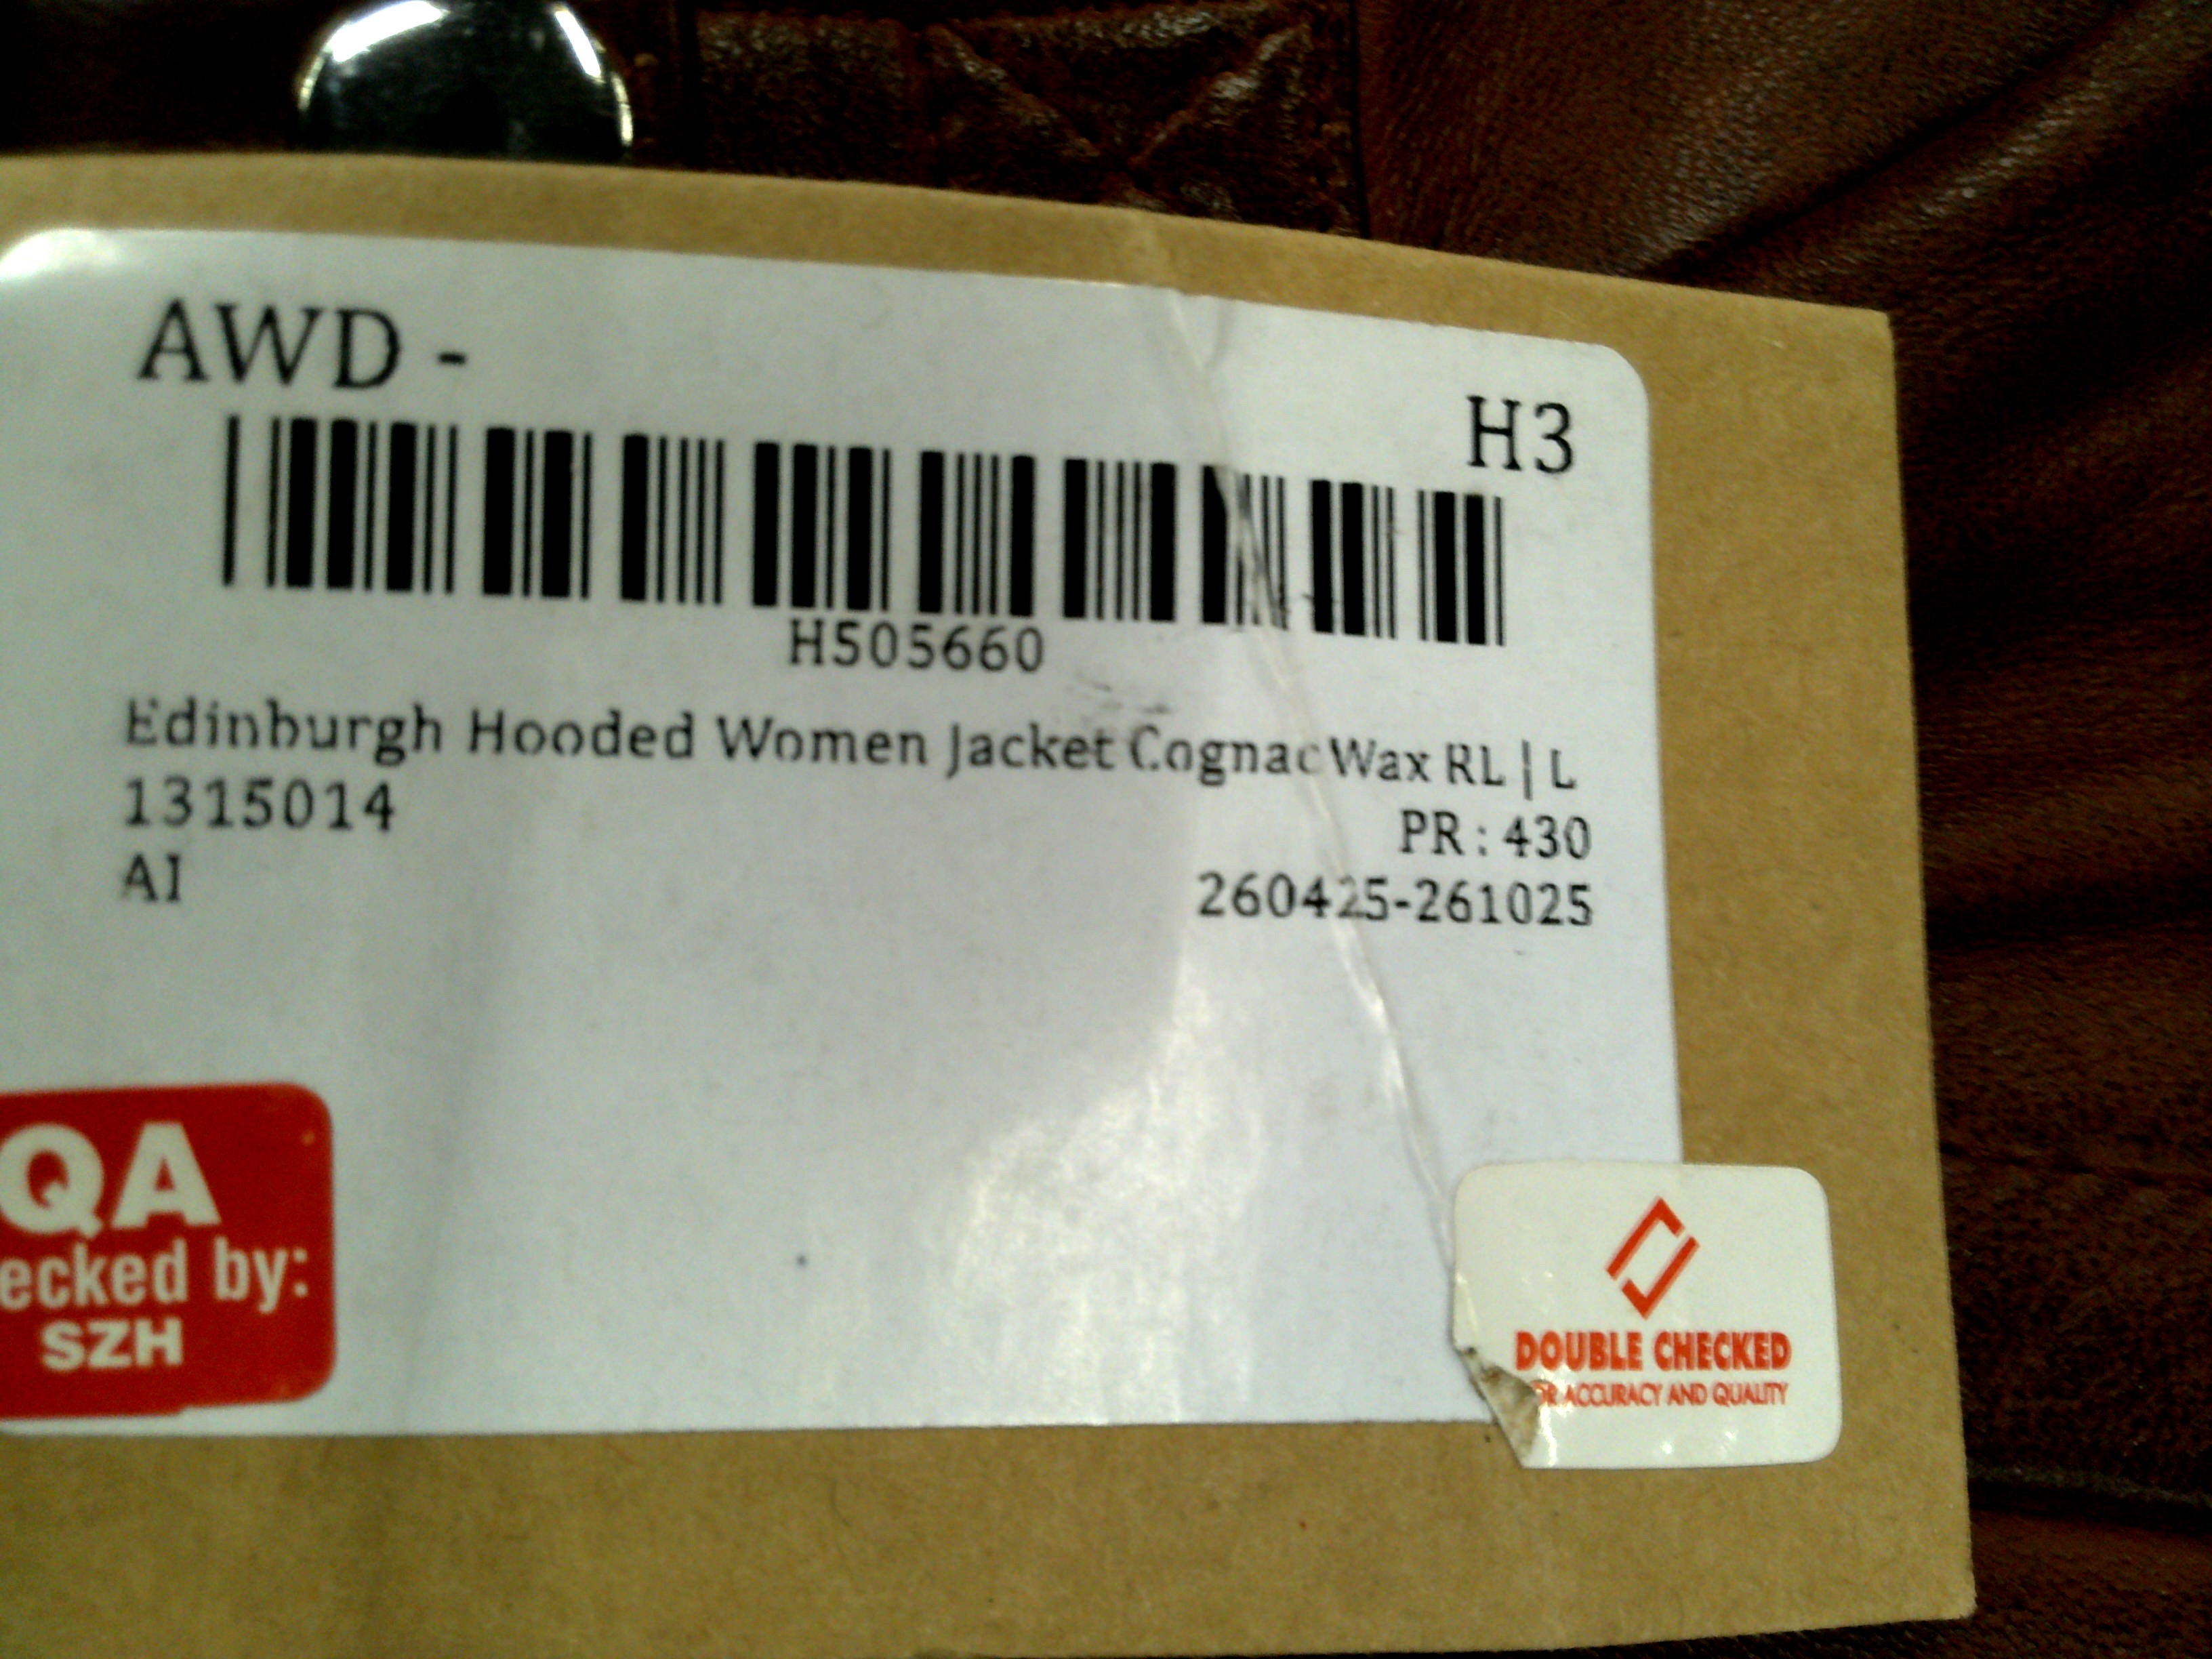 AWD -
H3
H505660
Edinburgh Hooded Women Jacket Cognac Wax RL | L
1315014
PR : 430
AI
260425-261025
QA
ecked by:
SZH
DOUBLE CHECKED
OR ACCURACY AND QUALITY